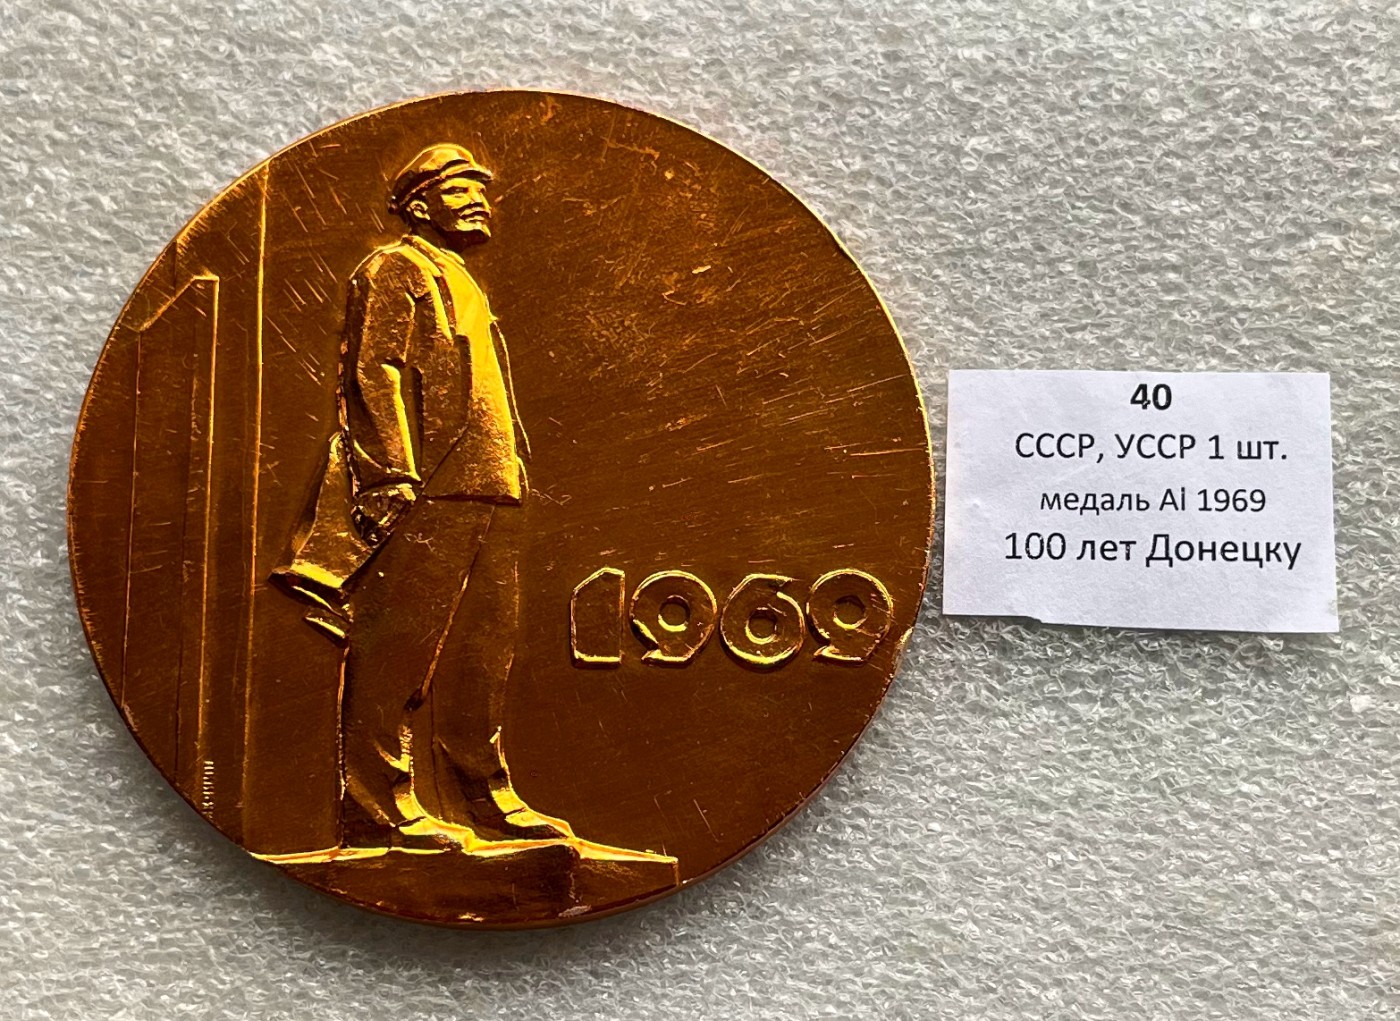 1969
40
СССР, УССР 1 шт.
медаль Al 1969
100 лет Донецку